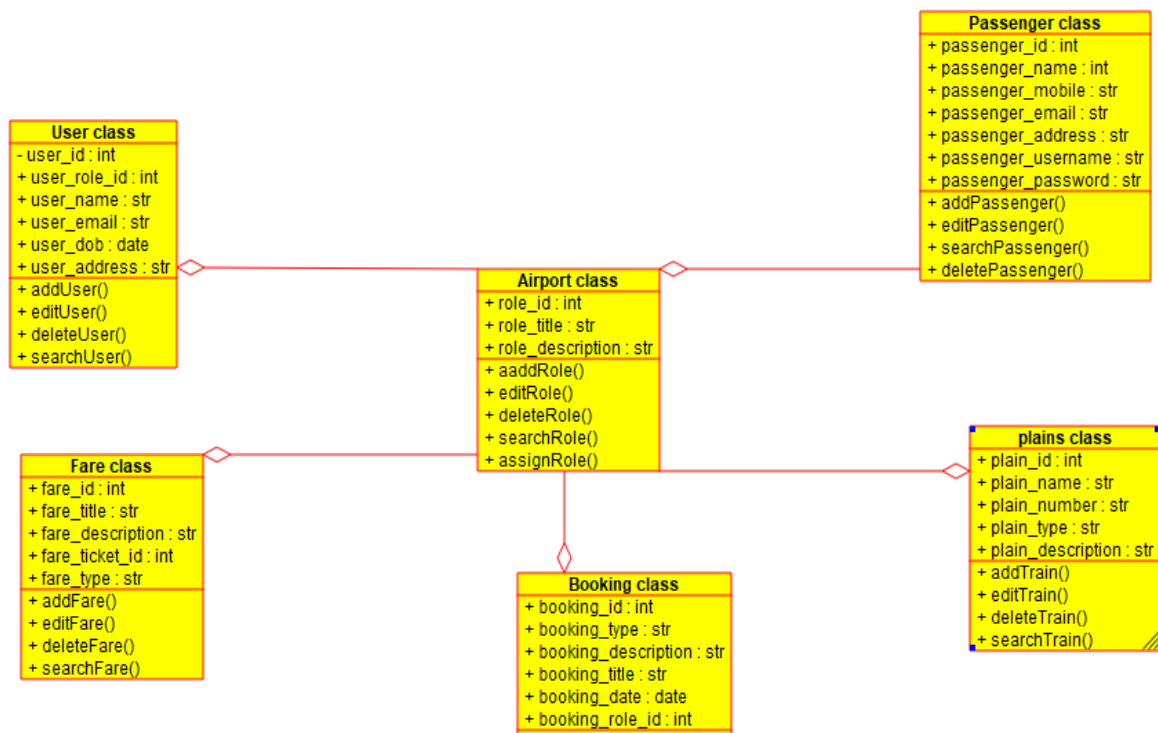 Passenger class
+ passenger_id : int
+ passenger_name : int
+ passenger_mobile : str
+ passenger_email : str
+ passenger_address : str
+ passenger_username : str
+ passenger_password : str
+ addPassenger()
+ editPassenger()
+ searchPassenger()
+ deletePassenger()
User class
- user_id : int
+ user_role_id : int
+ user_name : str
+ user_email : str
+ user_dob : date
+ user_address : str
+ addUser()
+ editUser()
+ deleteUser()
+ searchUser()
Airport class
+ role_id : int
+ role_title : str
+ role_description : str
+ aaddRole()
+ editRole()
+ deleteRole()
+ searchRole()
+ assignRole()
Fare class
+ fare_id : int
+ fare_title : str
+ fare_description : str
+ fare_ticket_id : int
+ fare_type : str
+ addFare()
+ editFare()
+ deleteFare()
+ searchFare()
plains class
+ plain_id : int
+ plain_name : str
+ plain_number : str
+ plain_type : str
+ plain_description : str
+ addTrain()
+ editTrain()
+ deleteTrain()
+ searchTrain()
Booking class
+ booking_id : int
+ booking_type : str
+ booking_description : str
+ booking_title : str
+ booking_date : date
+ booking_role_id : int